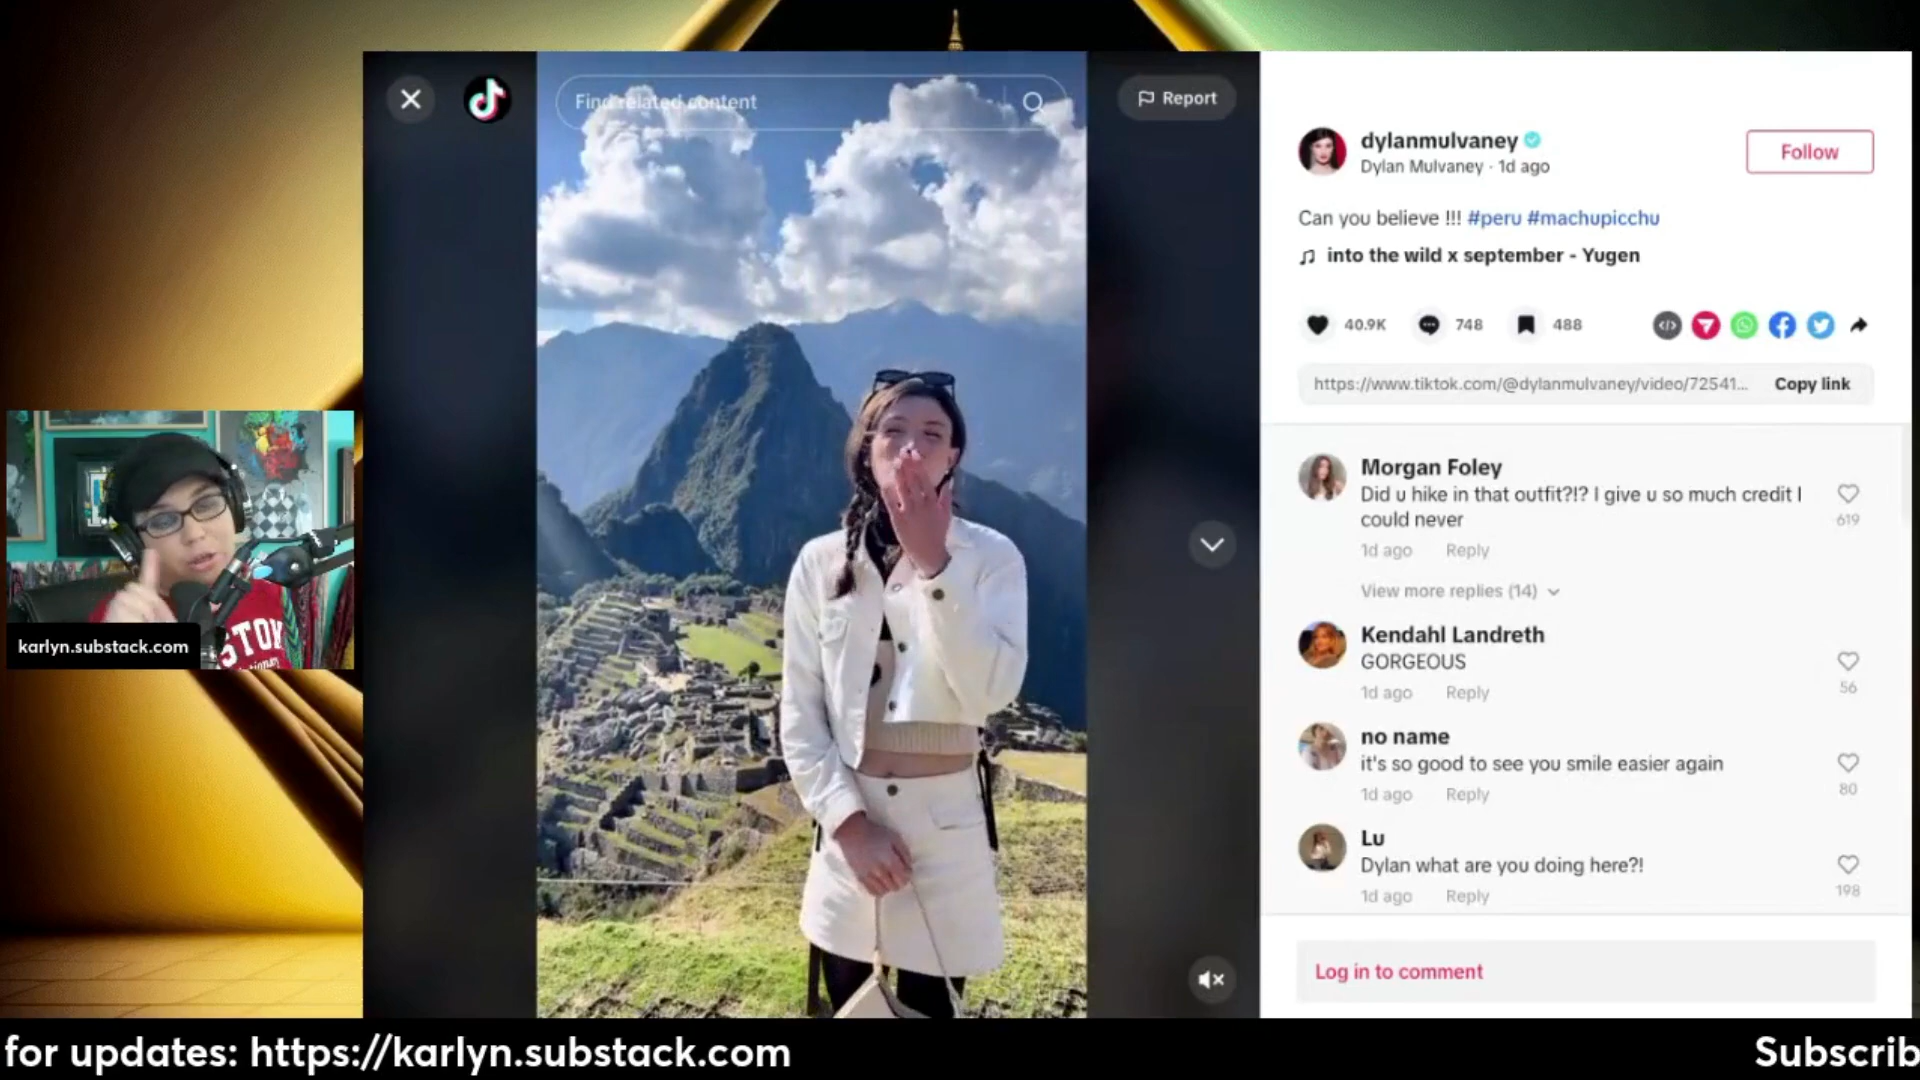 Find related content
Report
dylanmulvaney
Dylan Mulvaney · 1d ago
Follow
Can you believe !!! #peru #machupicchu
into the wild x september - Yugen
40.9K
748
488
https://www.tiktok.com/@dylanmulvaney/video/72541...
Copy link
Morgan Foley
Did u hike in that outfit?!? I give u so much credit I
could never
619
1d ago
Reply
View more replies (14)
Kendahl Landreth
GORGEOUS
56
1d ago
Reply
no name
it's so good to see you smile easier again
80
1d ago
Reply
Lu
Dylan what are you doing here?!
198
1d ago
Reply
Log in to comment
karlyn.substack.com
STON
for updates: https://karlyn.substack.com
Subscrib